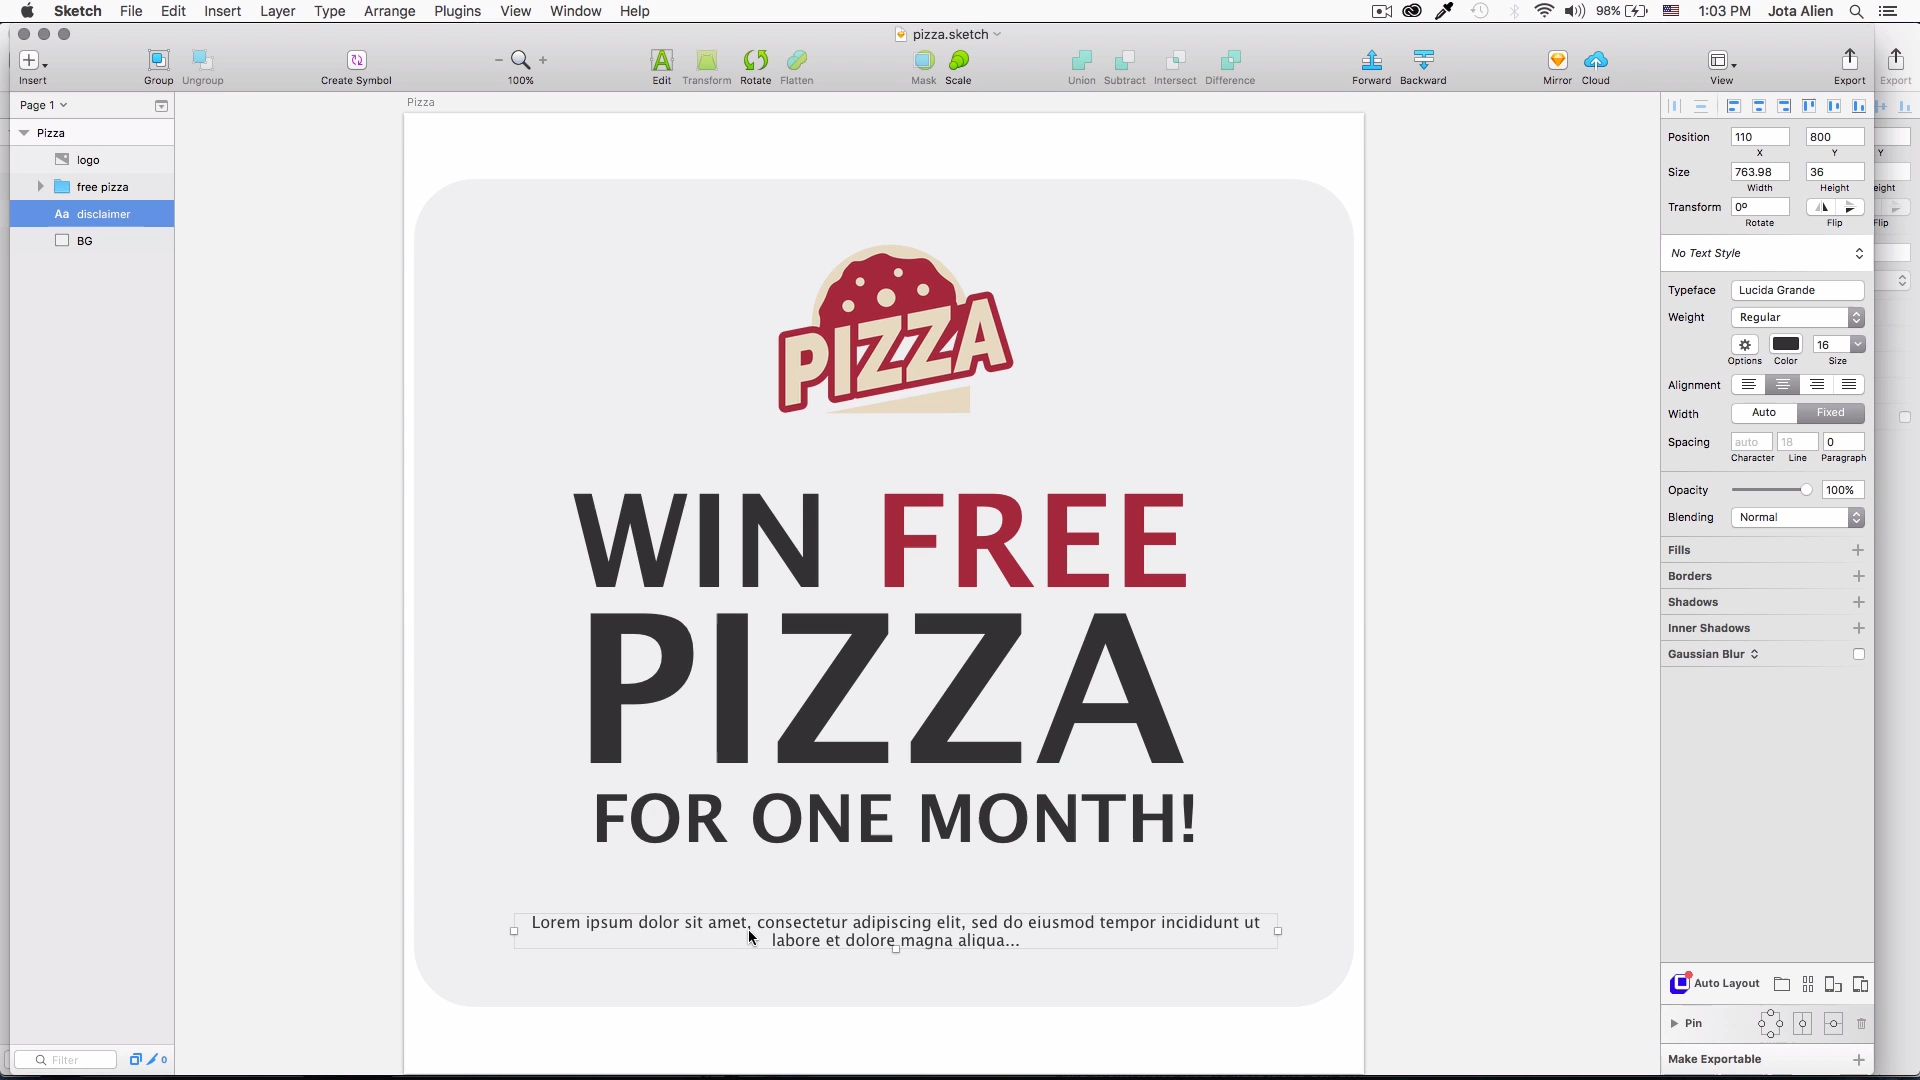 Sketch File Edit Insert Layer Type Arrange Plugins View Window Help 98% 1:03 PM Jota Alien
pizza.sketch
Insert Group Ungroup Create Symbol 100% Edit Transform Rotate Flatten Mask Scale Union Subtract Intersect Difference Forward Backward Mirror Cloud View Export Export
Page 1
Pizza
Pizza
logo
free pizza
Aa disclaimer
BG
Filter
0
PIZZA
WIN FREE
PIZZA
FOR ONE MONTH!
Lorem ipsum dolor sit amet, consectetur adipiscing elit, sed do eiusmod tempor incididunt ut
labore et dolore magna aliqua...
Position 110 800
X Y Y
Size 763.98 36
Width Height eight
Transform 0º
Rotate Flip Flip
No Text Style
Typeface Lucida Grande
Weight Regular
16
Options Color Size
Alignment
Width Auto Fixed
Spacing auto 18 0
Character Line Paragraph
Opacity 100%
Blending Normal
Fills
Borders
Shadows
Inner Shadows
Gaussian Blur
Auto Layout
Pin
Make Exportable